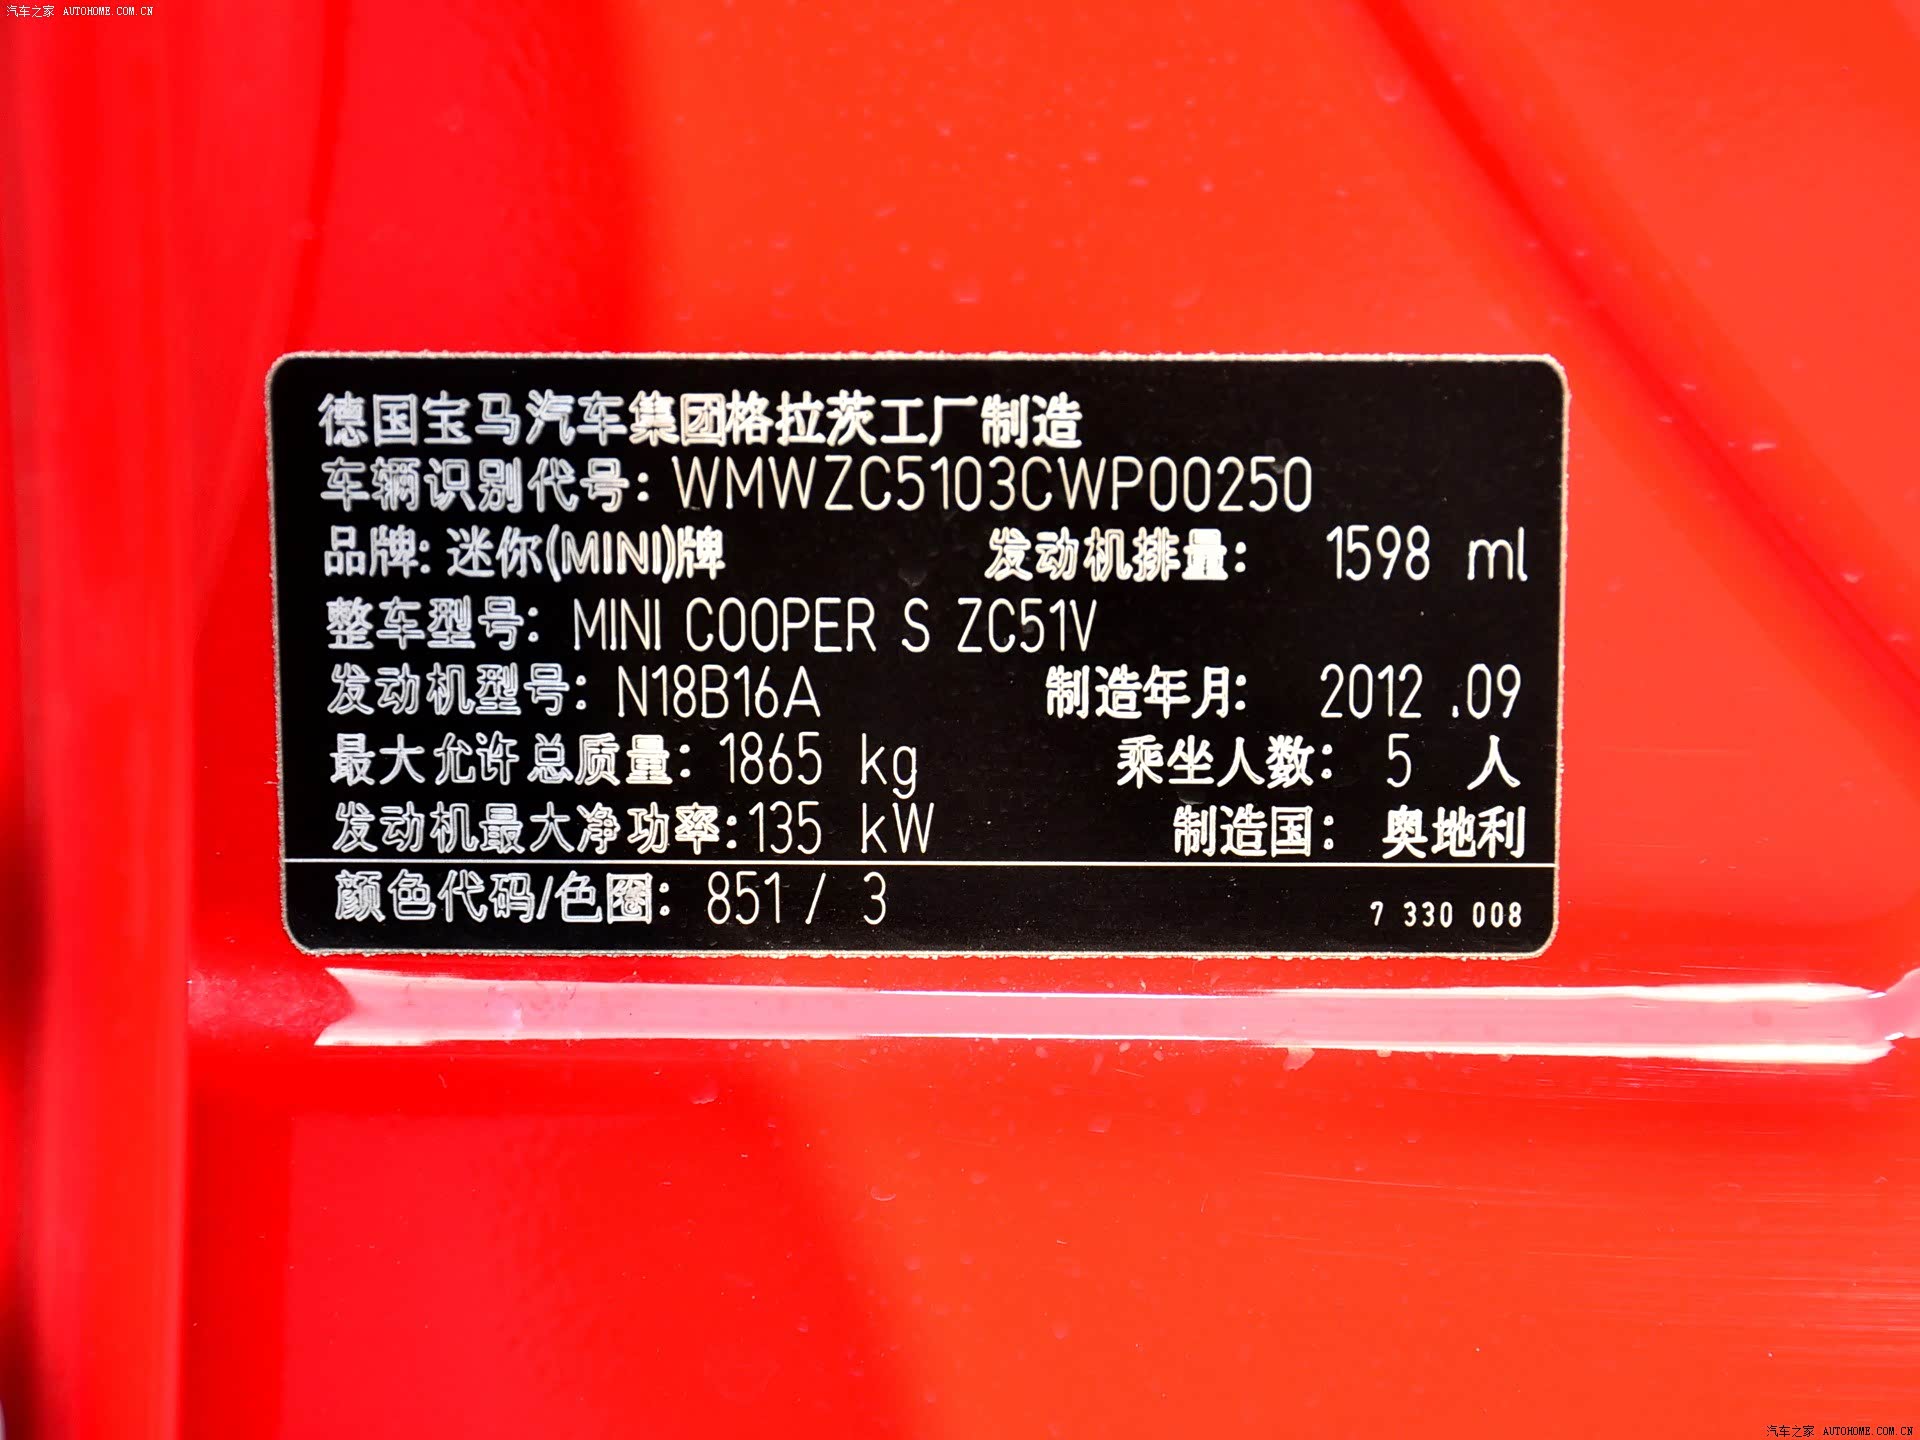 汽车之家 AUTOHOME.COM.CN
德国宝马汽车集团格拉茨工厂制造
车辆识别代号: WMWZC5103CWP00250
品牌: 迷你(MINI)牌 发动机排量: 1598 ml
整车型号: MINI COOPER S ZC51V
发动机型号: N18B16A 制造年月: 2012 .09
最大允许总质量: 1865 kg 乘坐人数: 5 人
发动机最大净功率:135 kW 制造国: 奥地利
颜色代码/色圈: 851 / 3 7 330 008
汽车之家 AUTOHOME.COM.CN